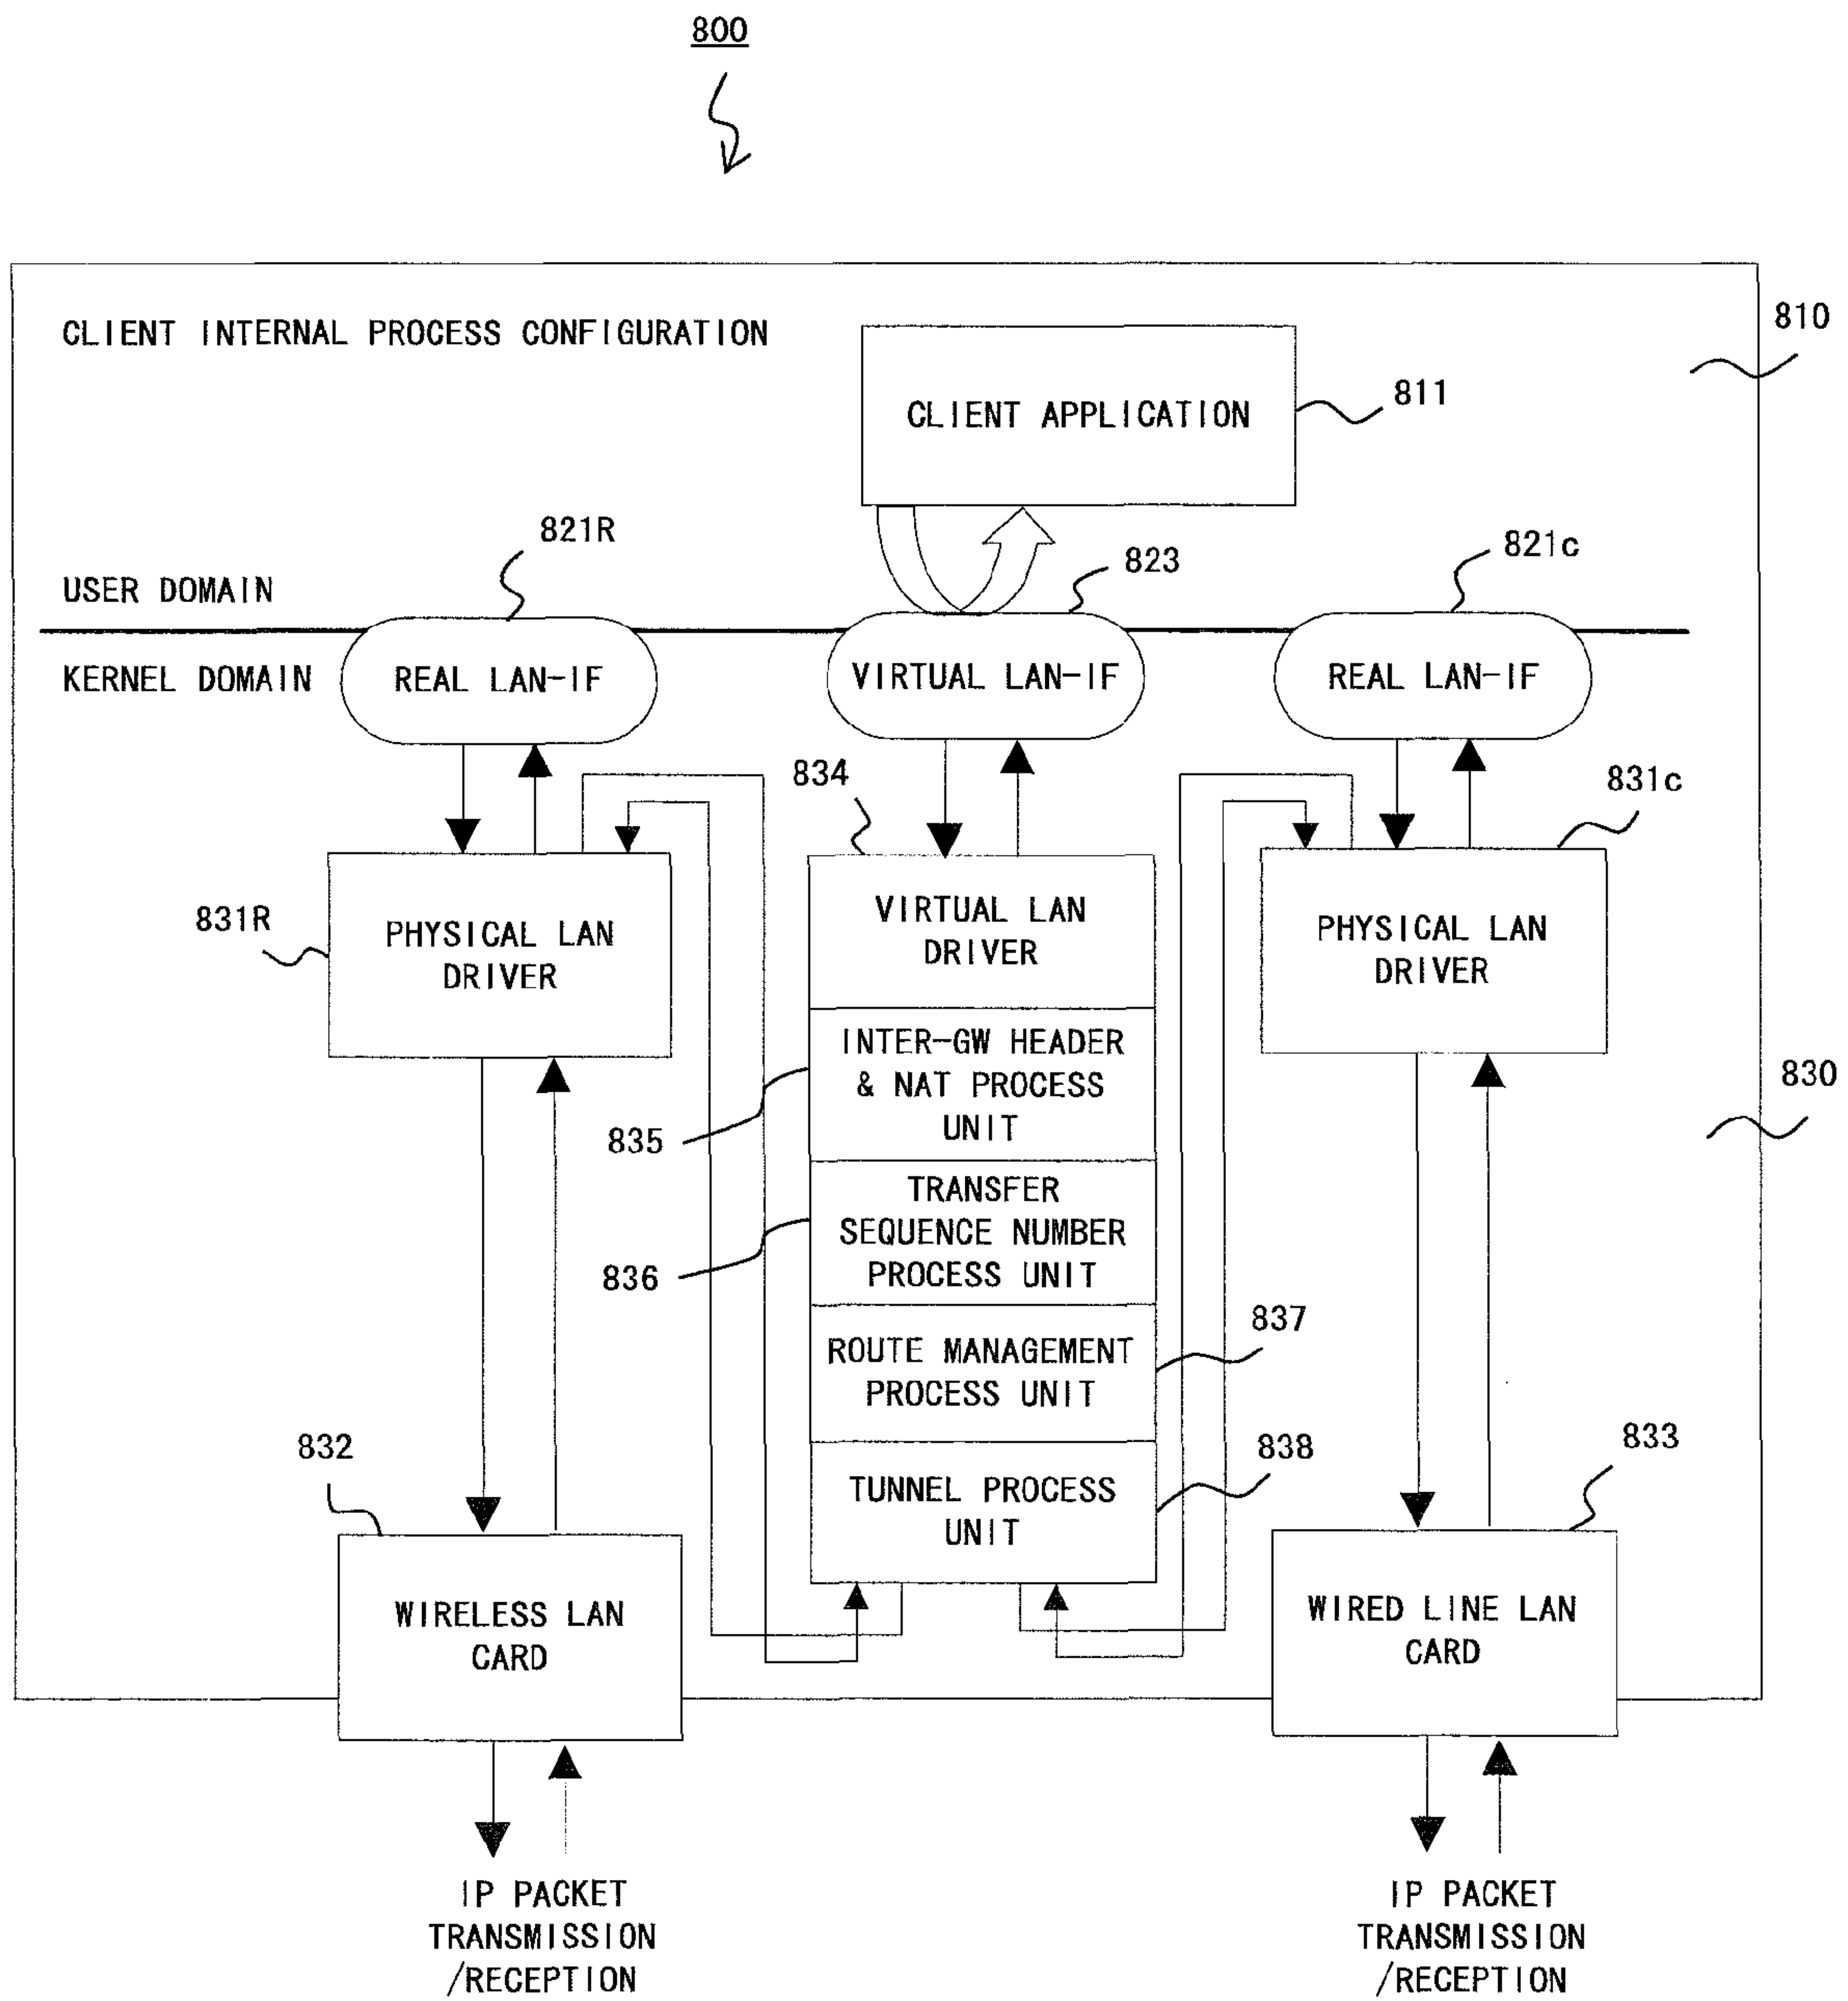 800
CLIENT INTERNAL PROCESS CONFIGURATION
810
CLIENT APPLICATION
811
821R
823
821c
USER DOMAIN
KERNEL DOMAIN
REAL LAN-IF
VIRTUAL LAN-IF
REAL LAN-IF
834
831c
831R
PHYSICAL LAN
DRIVER
VIRTUAL LAN
DRIVER
PHYSICAL LAN
DRIVER
INTER-GW HEADER
& NAT PROCESS
UNIT
835
830
TRANSFER
SEQUENCE NUMBER
PROCESS UNIT
836
ROUTE MANAGEMENT
PROCESS UNIT
837
832
TUNNEL PROCESS
UNIT
838
833
WIRELESS LAN
CARD
WIRED LINE LAN
CARD
IP PACKET
TRANSMISSION
/RECEPTION
IP PACKET
TRANSMISSION
/RECEPTION